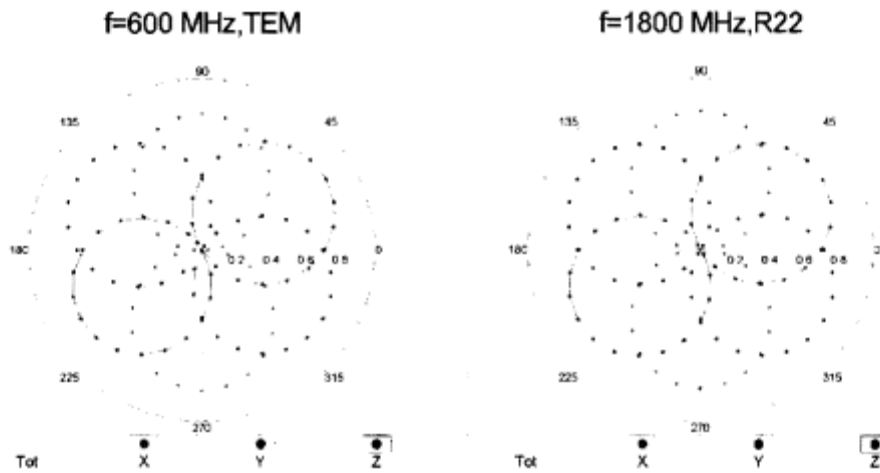 f=600 MHz,TEM f=1800 MHz,R22
90 90
135 45 135 45
180 0.2 0.4 0.6 0.8 0 180 0.2 0.4 0.6 0.8
225 315 225 315
270 270
Tot X Y Z Tot X Y Z